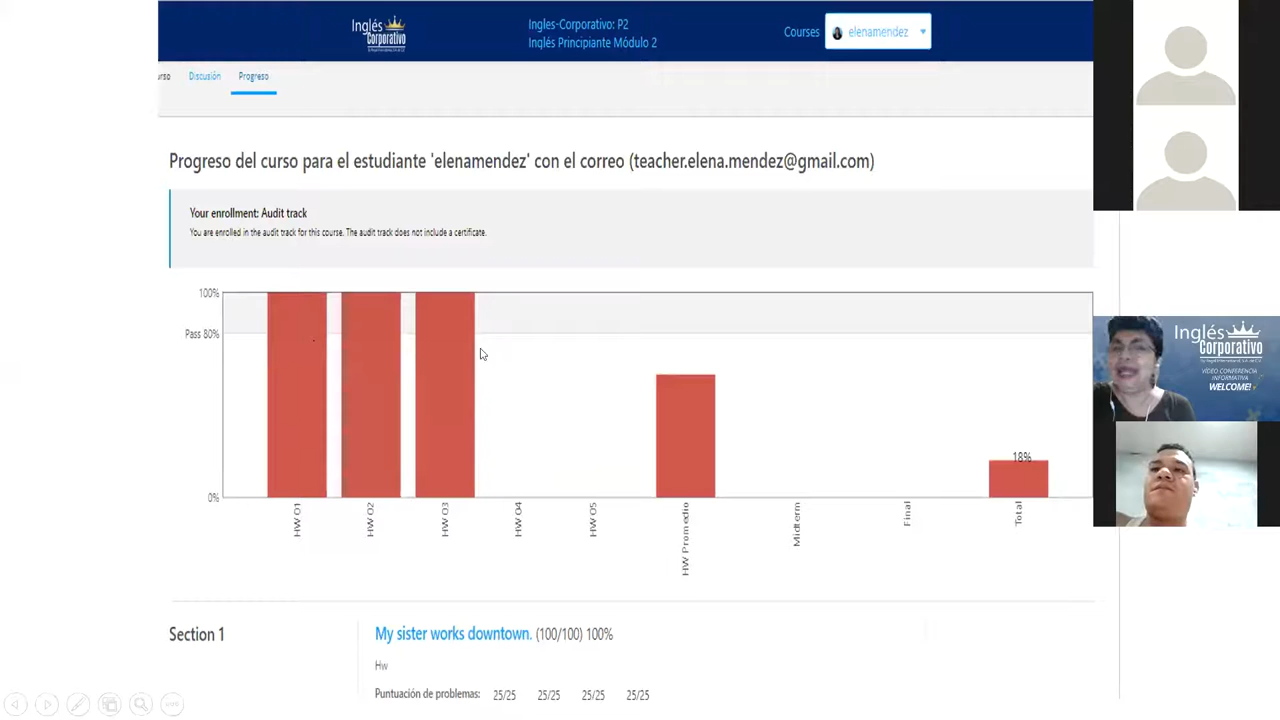 Inglés
Corporativo
Ingles-Corporativo: P2
Inglés Principiante Módulo 2
Courses
elenamendez
urso
Discusión
Progreso
Progreso del curso para el estudiante 'elenamendez' con el correo (teacher.elena.mendez@gmail.com)
Your enrollment: Audit track
You are enrolled in the audit track for this course. The audit track does not include a certificate.
100%
Pass 80%
0%
18%
HW 01
HW 02
HW 03
HW 04
HW 05
HW Promedio
Midterm
Final
Total
Section 1
My sister works downtown. (100/100) 100%
Hw
Puntuación de problemas: 25/25 25/25 25/25 25/25
Inglés
Corporativo
VÍDEO CONFERENCIA
INFORMATIVA
WELCOME!